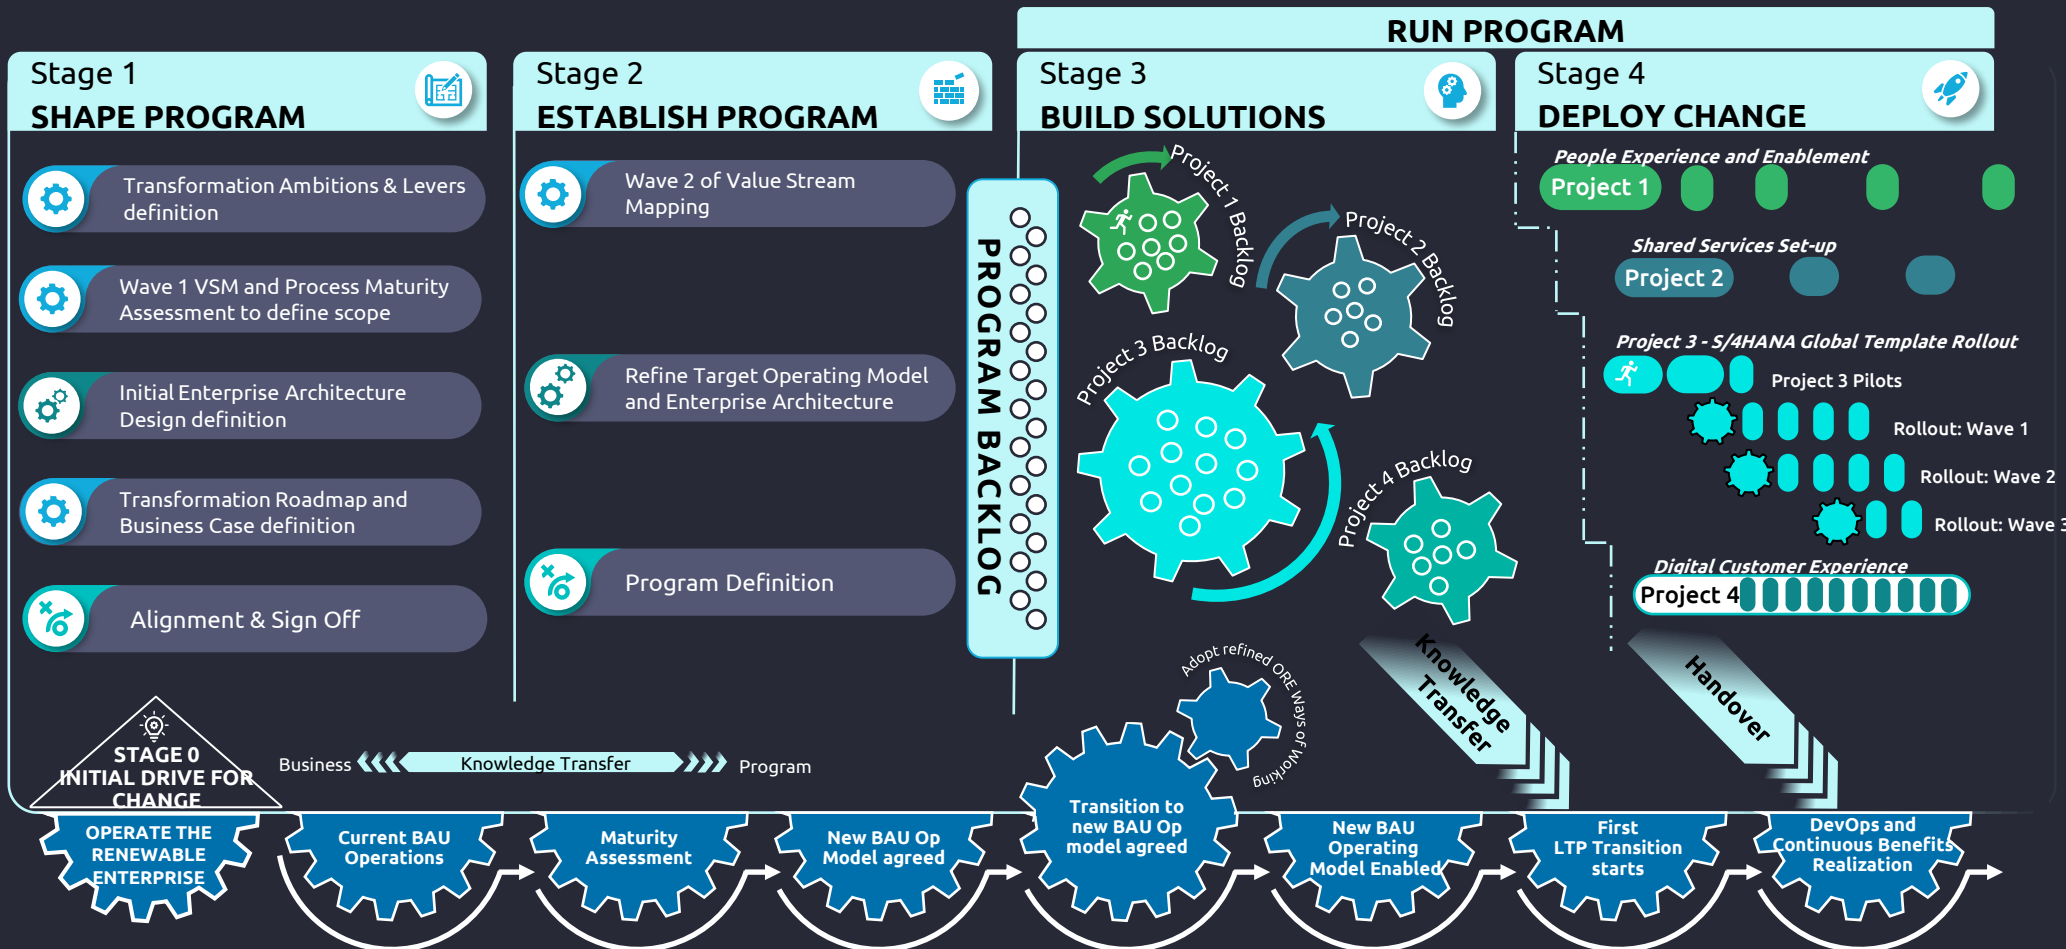 RUN PROGRAM
Stage 1
SHAPE PROGRAM
Stage 2
ESTABLISH PROGRAM
Stage 3
BUILD SOLUTIONS
Stage 4
DEPLOY CHANGE
Transformation Ambitions & Levers
definition
Wave 1 VSM and Process Maturity
Assessment to define scope
Initial Enterprise Architecture
Design definition
Transformation Roadmap and
Business Case definition
Alignment & Sign Off
Wave 2 of Value Stream
Mapping
Refine Target Operating Model
and Enterprise Architecture
Program Definition
PROGRAM BACKLOG
Project 1 Backlog
Project 2 Backlog
Project 3 Backlog
Project 4 Backlog
Adopt refined ORE Ways of Working
People Experience and Enablement
Project 1
Shared Services Set-up
Project 2
Project 3 - S/4HANA Global Template Rollout
Project 3 Pilots
Rollout: Wave 1
Rollout: Wave 2
Rollout: Wave 3
Digital Customer Experience
Project 4
Knowledge
Transfer
Handover
STAGE 0
INITIAL DRIVE FOR
CHANGE
Business
Knowledge Transfer
Program
OPERATE THE
RENEWABLE
ENTERPRISE
Current BAU
Operations
Maturity
Assessment
New BAU Op
Model agreed
Transition to
new BAU Op
model agreed
New BAU
Operating
Model Enabled
First
LTP Transition
starts
DevOps and
Continuous Benefits
Realization